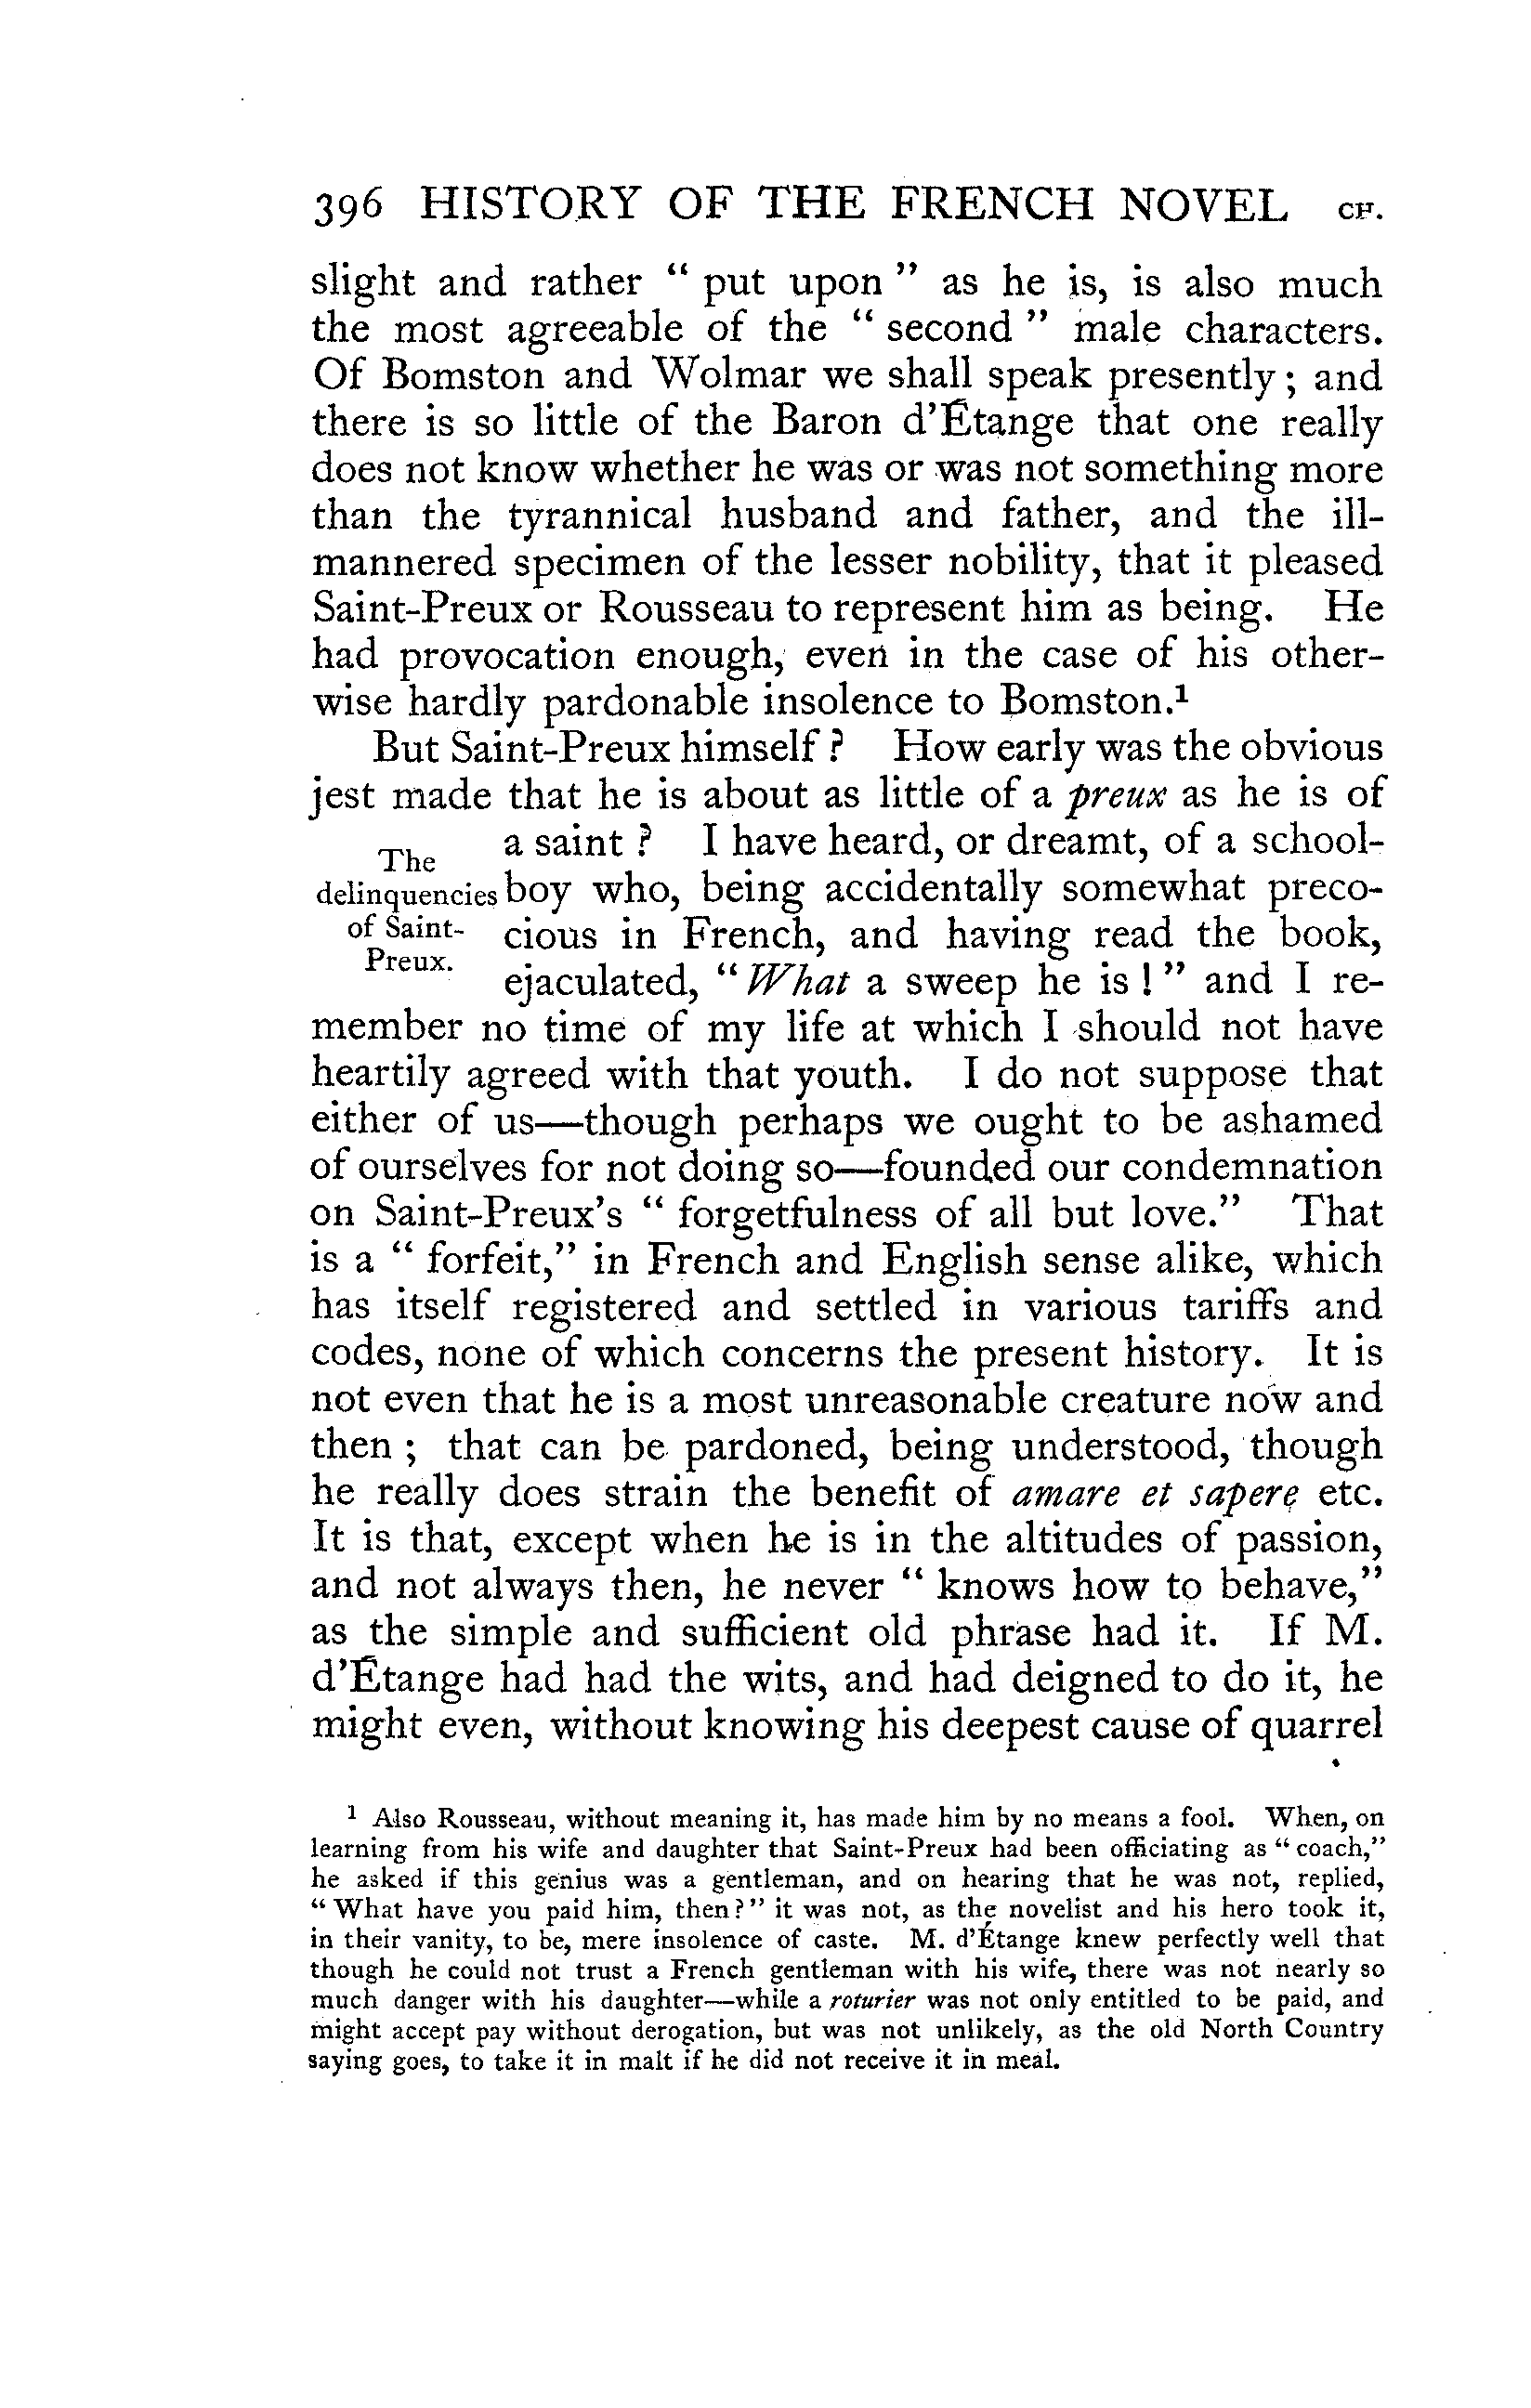 396 HISTORY OF THE FRENCH NOVEL CH.
slight and rather “ put upon ” as he is, is also much
the most agreeable of the “ second ” male characters.
Of Bomston and Wolmar we shall speak presently ; and
there is so little of the Baron d’Étange that one really
does not know whether he was or was not something more
than the tyrannical husband and father, and the ill-
mannered specimen of the lesser nobility, that it pleased
Saint-Preux or Rousseau to represent him as being. He
had provocation enough, even in the case of his other-
wise hardly pardonable insolence to Bomston.¹
But Saint-Preux himself ? How early was the obvious
jest made that he is about as little of a preux as he is of
The
delinquencies
of Saint-
Preux.
a saint ? I have heard, or dreamt, of a school-
boy who, being accidentally somewhat preco-
cious in French, and having read the book,
ejaculated, “ What a sweep he is ! ” and I re-
member no time of my life at which I should not have
heartily agreed with that youth. I do not suppose that
either of us—though perhaps we ought to be ashamed
of ourselves for not doing so—founded our condemnation
on Saint-Preux’s “ forgetfulness of all but love.” That
is a “ forfeit,” in French and English sense alike, which
has itself registered and settled in various tariffs and
codes, none of which concerns the present history. It is
not even that he is a most unreasonable creature now and
then ; that can be pardoned, being understood, though
he really does strain the benefit of amare et sapere etc.
It is that, except when he is in the altitudes of passion,
and not always then, he never “ knows how to behave,”
as the simple and sufficient old phrase had it. If M.
d’Étange had had the wits, and had deigned to do it, he
might even, without knowing his deepest cause of quarrel
¹ Also Rousseau, without meaning it, has made him by no means a fool. When, on
learning from his wife and daughter that Saint-Preux had been officiating as “ coach,”
he asked if this genius was a gentleman, and on hearing that he was not, replied,
“ What have you paid him, then ? ” it was not, as the novelist and his hero took it,
in their vanity, to be, mere insolence of caste. M. d’Étange knew perfectly well that
though he could not trust a French gentleman with his wife, there was not nearly so
much danger with his daughter—while a roturier was not only entitled to be paid, and
might accept pay without derogation, but was not unlikely, as the old North Country
saying goes, to take it in malt if he did not receive it in meal.